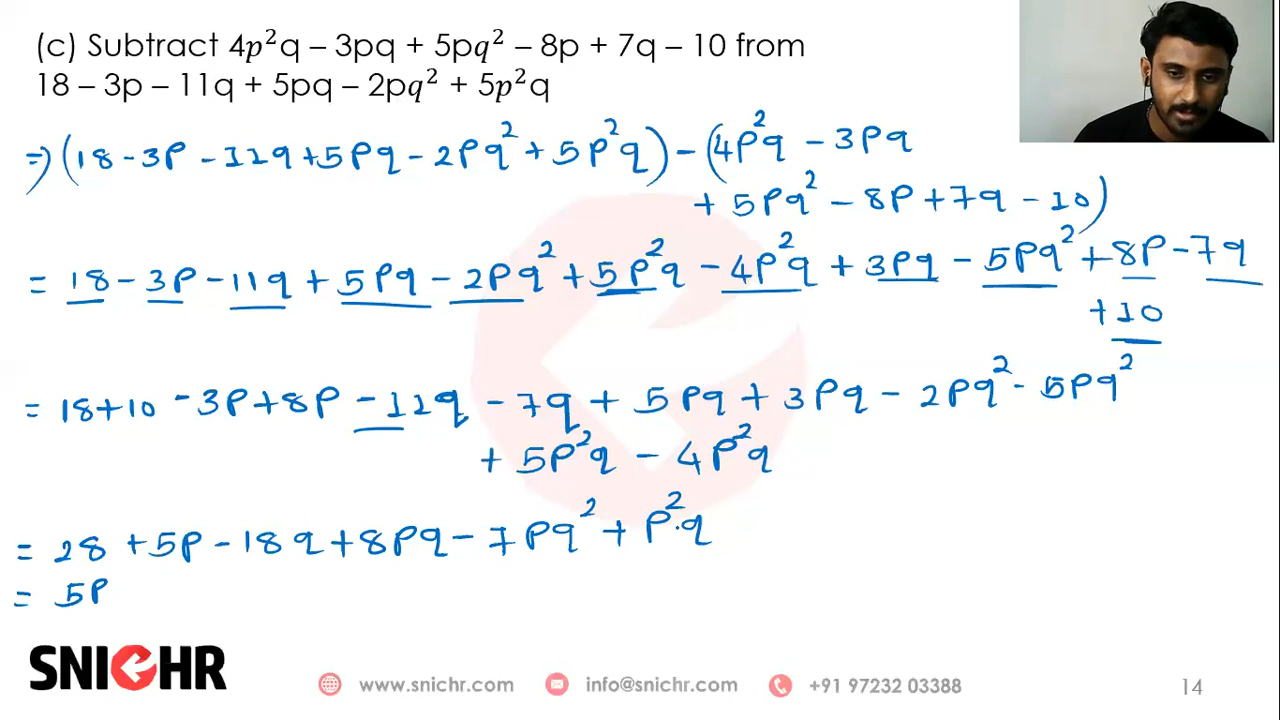 (c) Subtract 4p²q – 3pq + 5pq² – 8p + 7q – 10 from
18 – 3p – 11q + 5pq – 2pq² + 5p²q
⇒ (18 - 3P - 11q + 5Pq - 2Pq² + 5P²q) - (4P²q - 3Pq
+ 5Pq² - 8P + 7q - 10)
= 18 - 3P - 11q + 5Pq - 2Pq² + 5P²q - 4P²q + 3Pq - 5Pq² + 8P - 7q
+ 10
= 18 + 10 - 3P + 8P - 11q - 7q + 5Pq + 3Pq - 2Pq² - 5Pq²
+ 5P²q - 4P²q
= 28 + 5P - 18q + 8Pq - 7Pq² + P²q
= 5P
SNICHR
www.snichr.com info@snichr.com +91 97232 03388 14